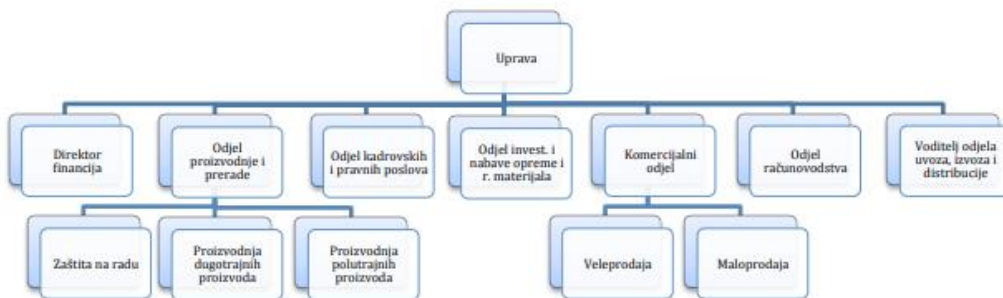 Uprava
Direktor
financija
Odjel
proizvodnje i
prerade
Odjel kadrovskih
i pravnih poslova
Odjel invest. i
nabave opreme i
r. materijala
Komercijalni
odjel
Odjel
računovodstva
Voditelj odjela
uvoza, izvoza i
distribucije
Zaštita na radu
Proizvodnja
dugotrajnih
proizvoda
Proizvodnja
polutrajnih
proizvoda
Veleprodaja
Maloprodaja